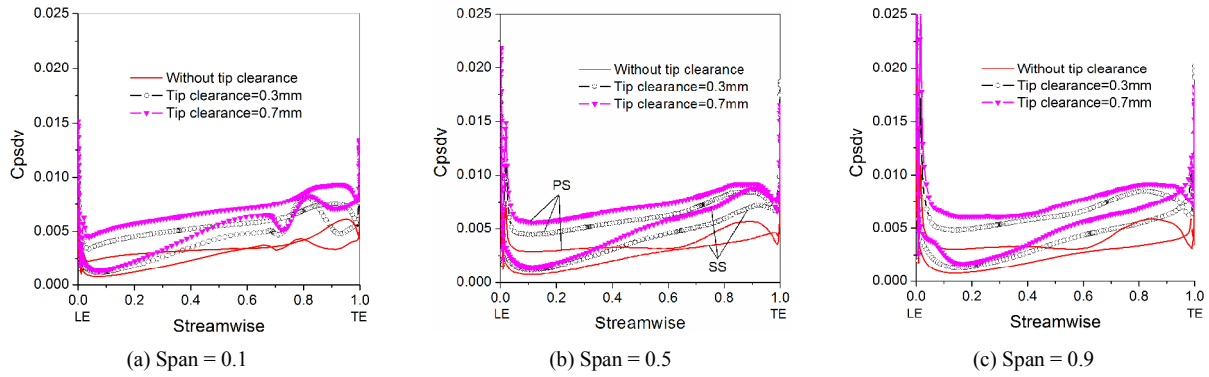 0.025
0.020
0.015
0.010
0.005
0.000
Cpsdv
Without tip clearance
Tip clearance=0.3mm
Tip clearance=0.7mm
0.0 0.2 0.4 0.6 0.8 1.0
LE Streamwise TE
(a) Span = 0.1
0.025
0.020
0.015
0.010
0.005
0.000
Cpsdv
Without tip clearance
Tip clearance=0.3mm
Tip clearance=0.7mm
PS
SS
0.0 0.2 0.4 0.6 0.8 1.0
LE Streamwise TE
(b) Span = 0.5
0.025
0.020
0.015
0.010
0.005
0.000
Cpsdv
Without tip clearance
Tip clearance=0.3mm
Tip clearance=0.7mm
0.0 0.2 0.4 0.6 0.8 1.0
LE Streamwise TE
(c) Span = 0.9